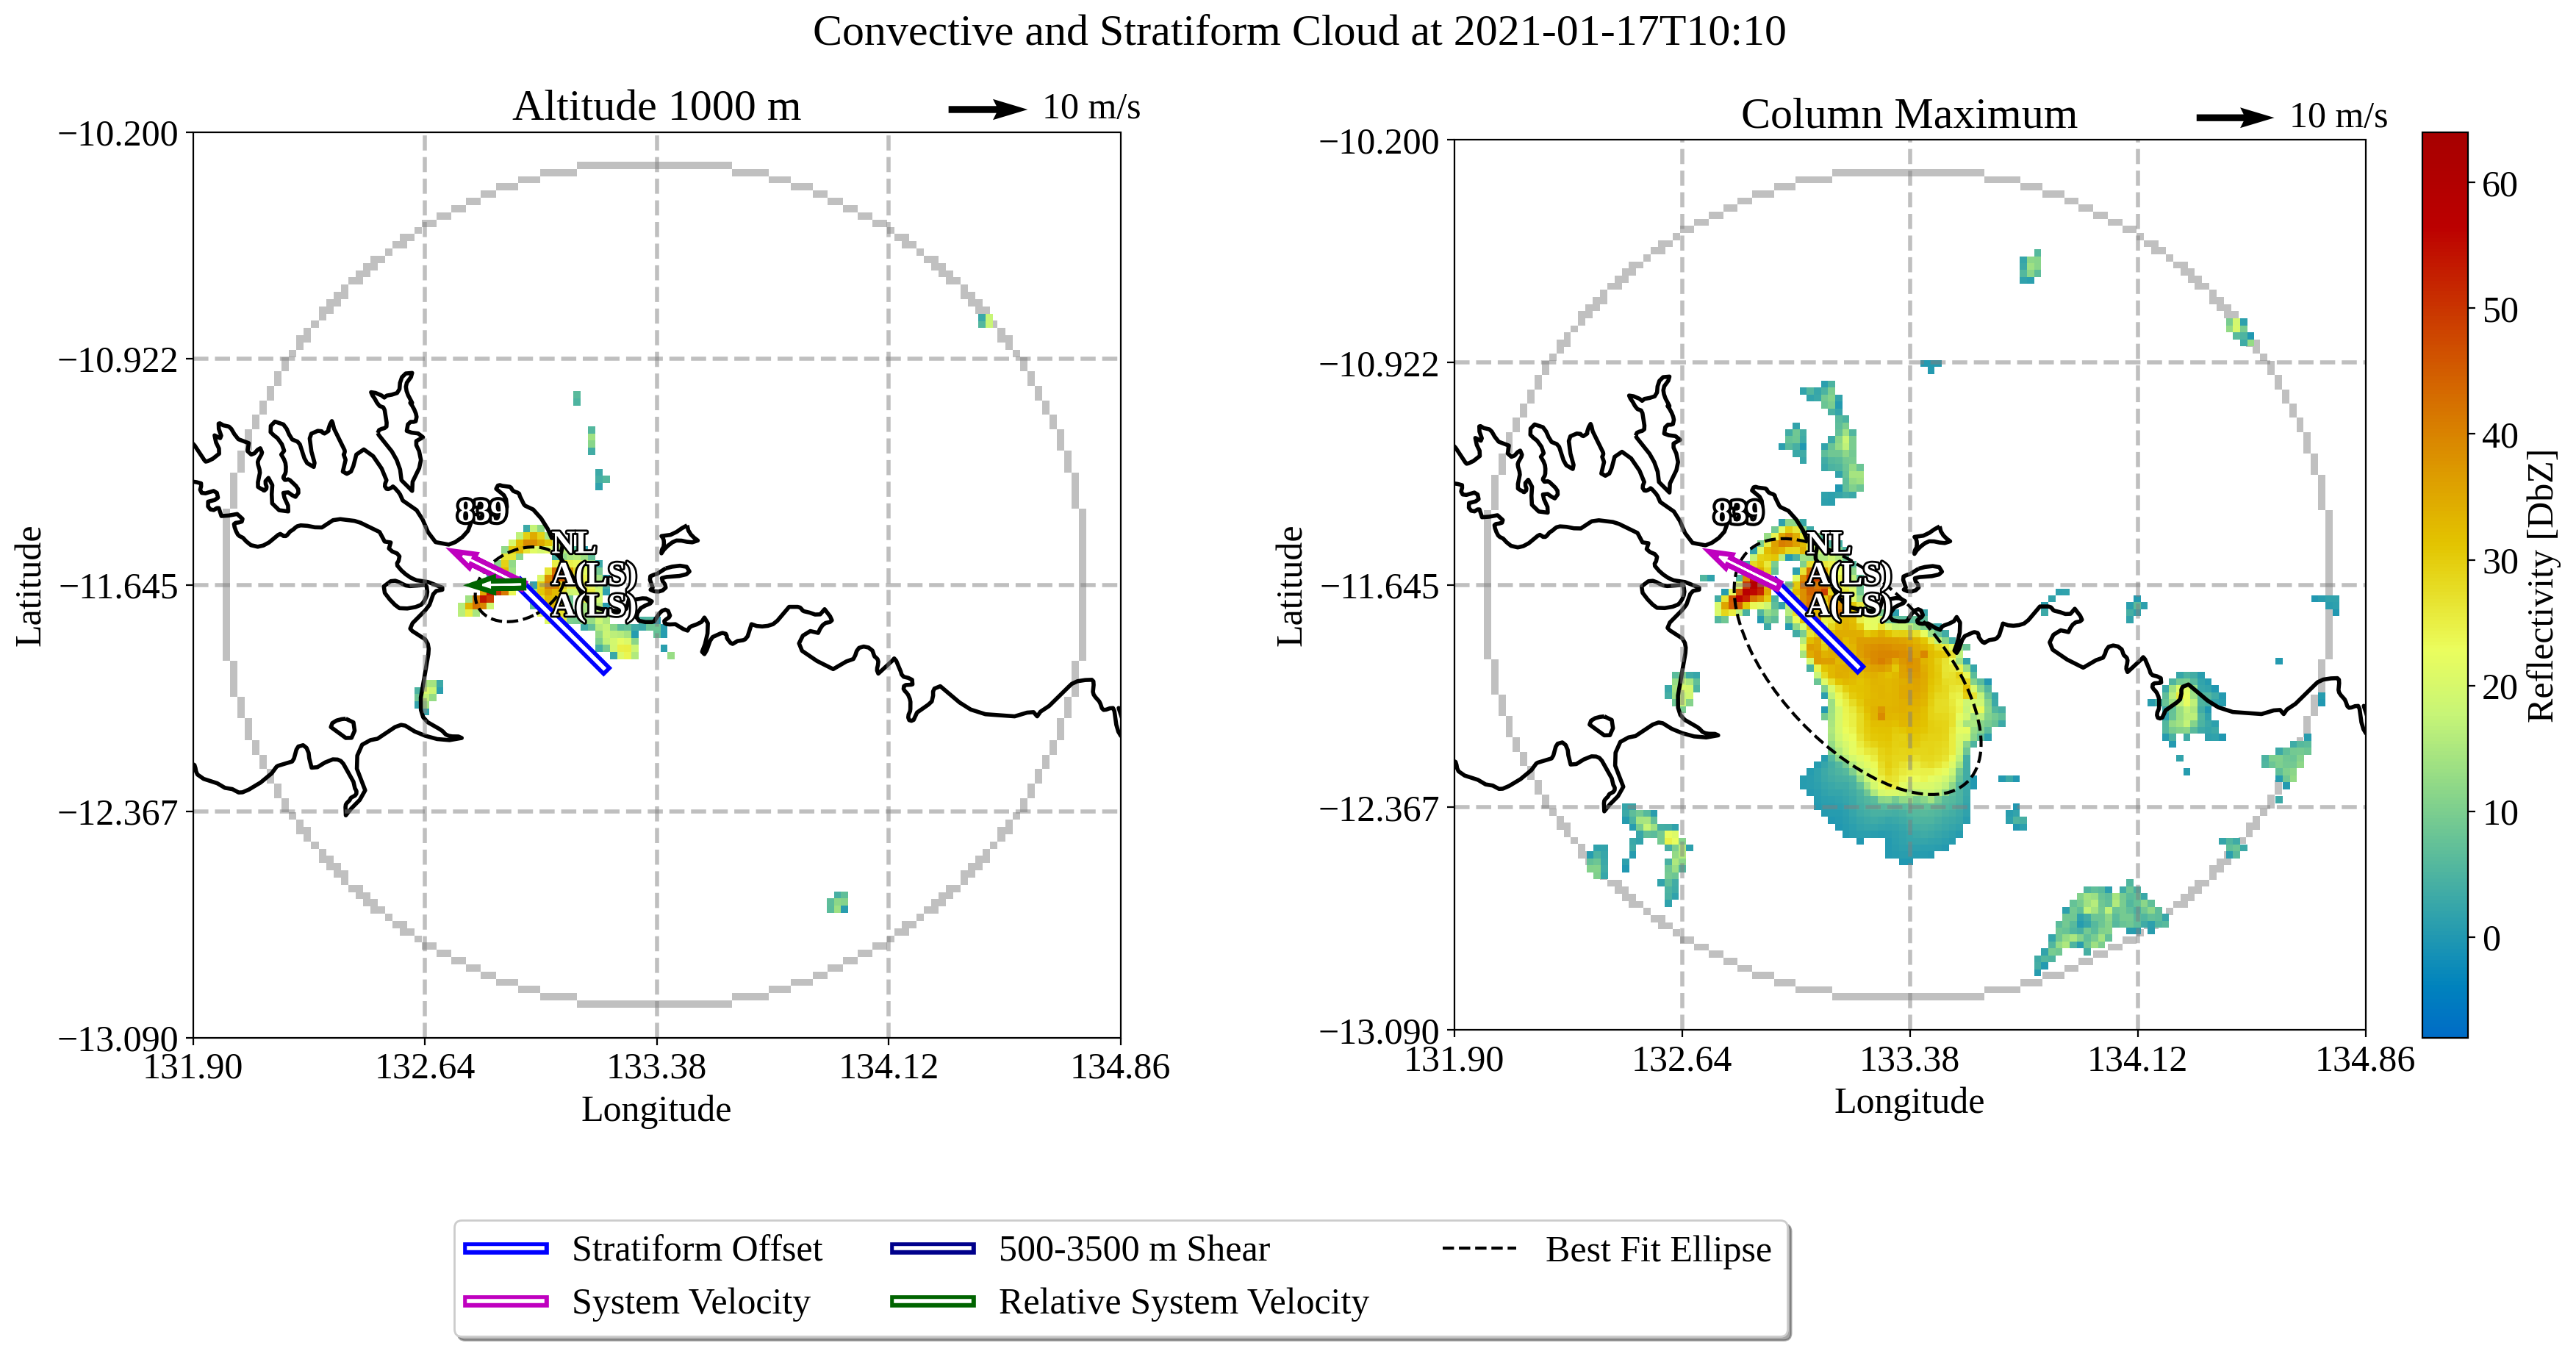 Convective and Stratiform Cloud at 2021-01-17T10:10
Altitude 1000 m
10 m/s
−10.200
−10.922
−11.645
−12.367
−13.090
Latitude
131.90
132.64
133.38
134.12
134.86
Longitude
839
NL
A(LS)
A(LS)
Column Maximum
10 m/s
−10.200
−10.922
−11.645
−12.367
−13.090
Latitude
131.90
132.64
133.38
134.12
134.86
Longitude
839
NL
A(LS)
A(LS)
60
50
40
30
20
10
0
Reflectivity [DbZ]
Stratiform Offset
System Velocity
500-3500 m Shear
Relative System Velocity
Best Fit Ellipse